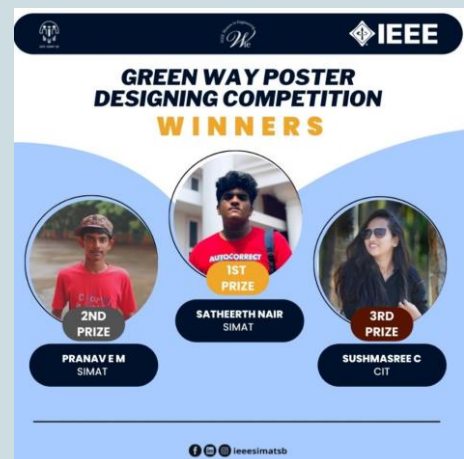 IEEE
GREEN WAY POSTER
DESIGNING COMPETITION
WINNERS
AUTOCORRECT
1ST
PRIZE
SATHEERTH NAIR
SIMAT
2ND
PRIZE
PRANAV E M
SIMAT
3RD
PRIZE
SUSHMASREE C
CIT
ieeesimatsb